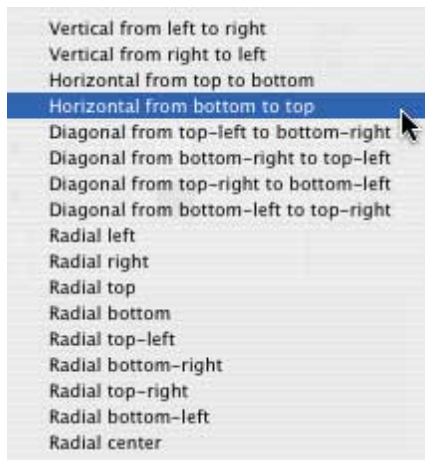 Vertical from left to right
Vertical from right to left
Horizontal from top to bottom
Horizontal from bottom to top
Diagonal from top-left to bottom-right
Diagonal from bottom-right to top-left
Diagonal from top-right to bottom-left
Diagonal from bottom-left to top-right
Radial left
Radial right
Radial top
Radial bottom
Radial top-left
Radial bottom-right
Radial top-right
Radial bottom-left
Radial center